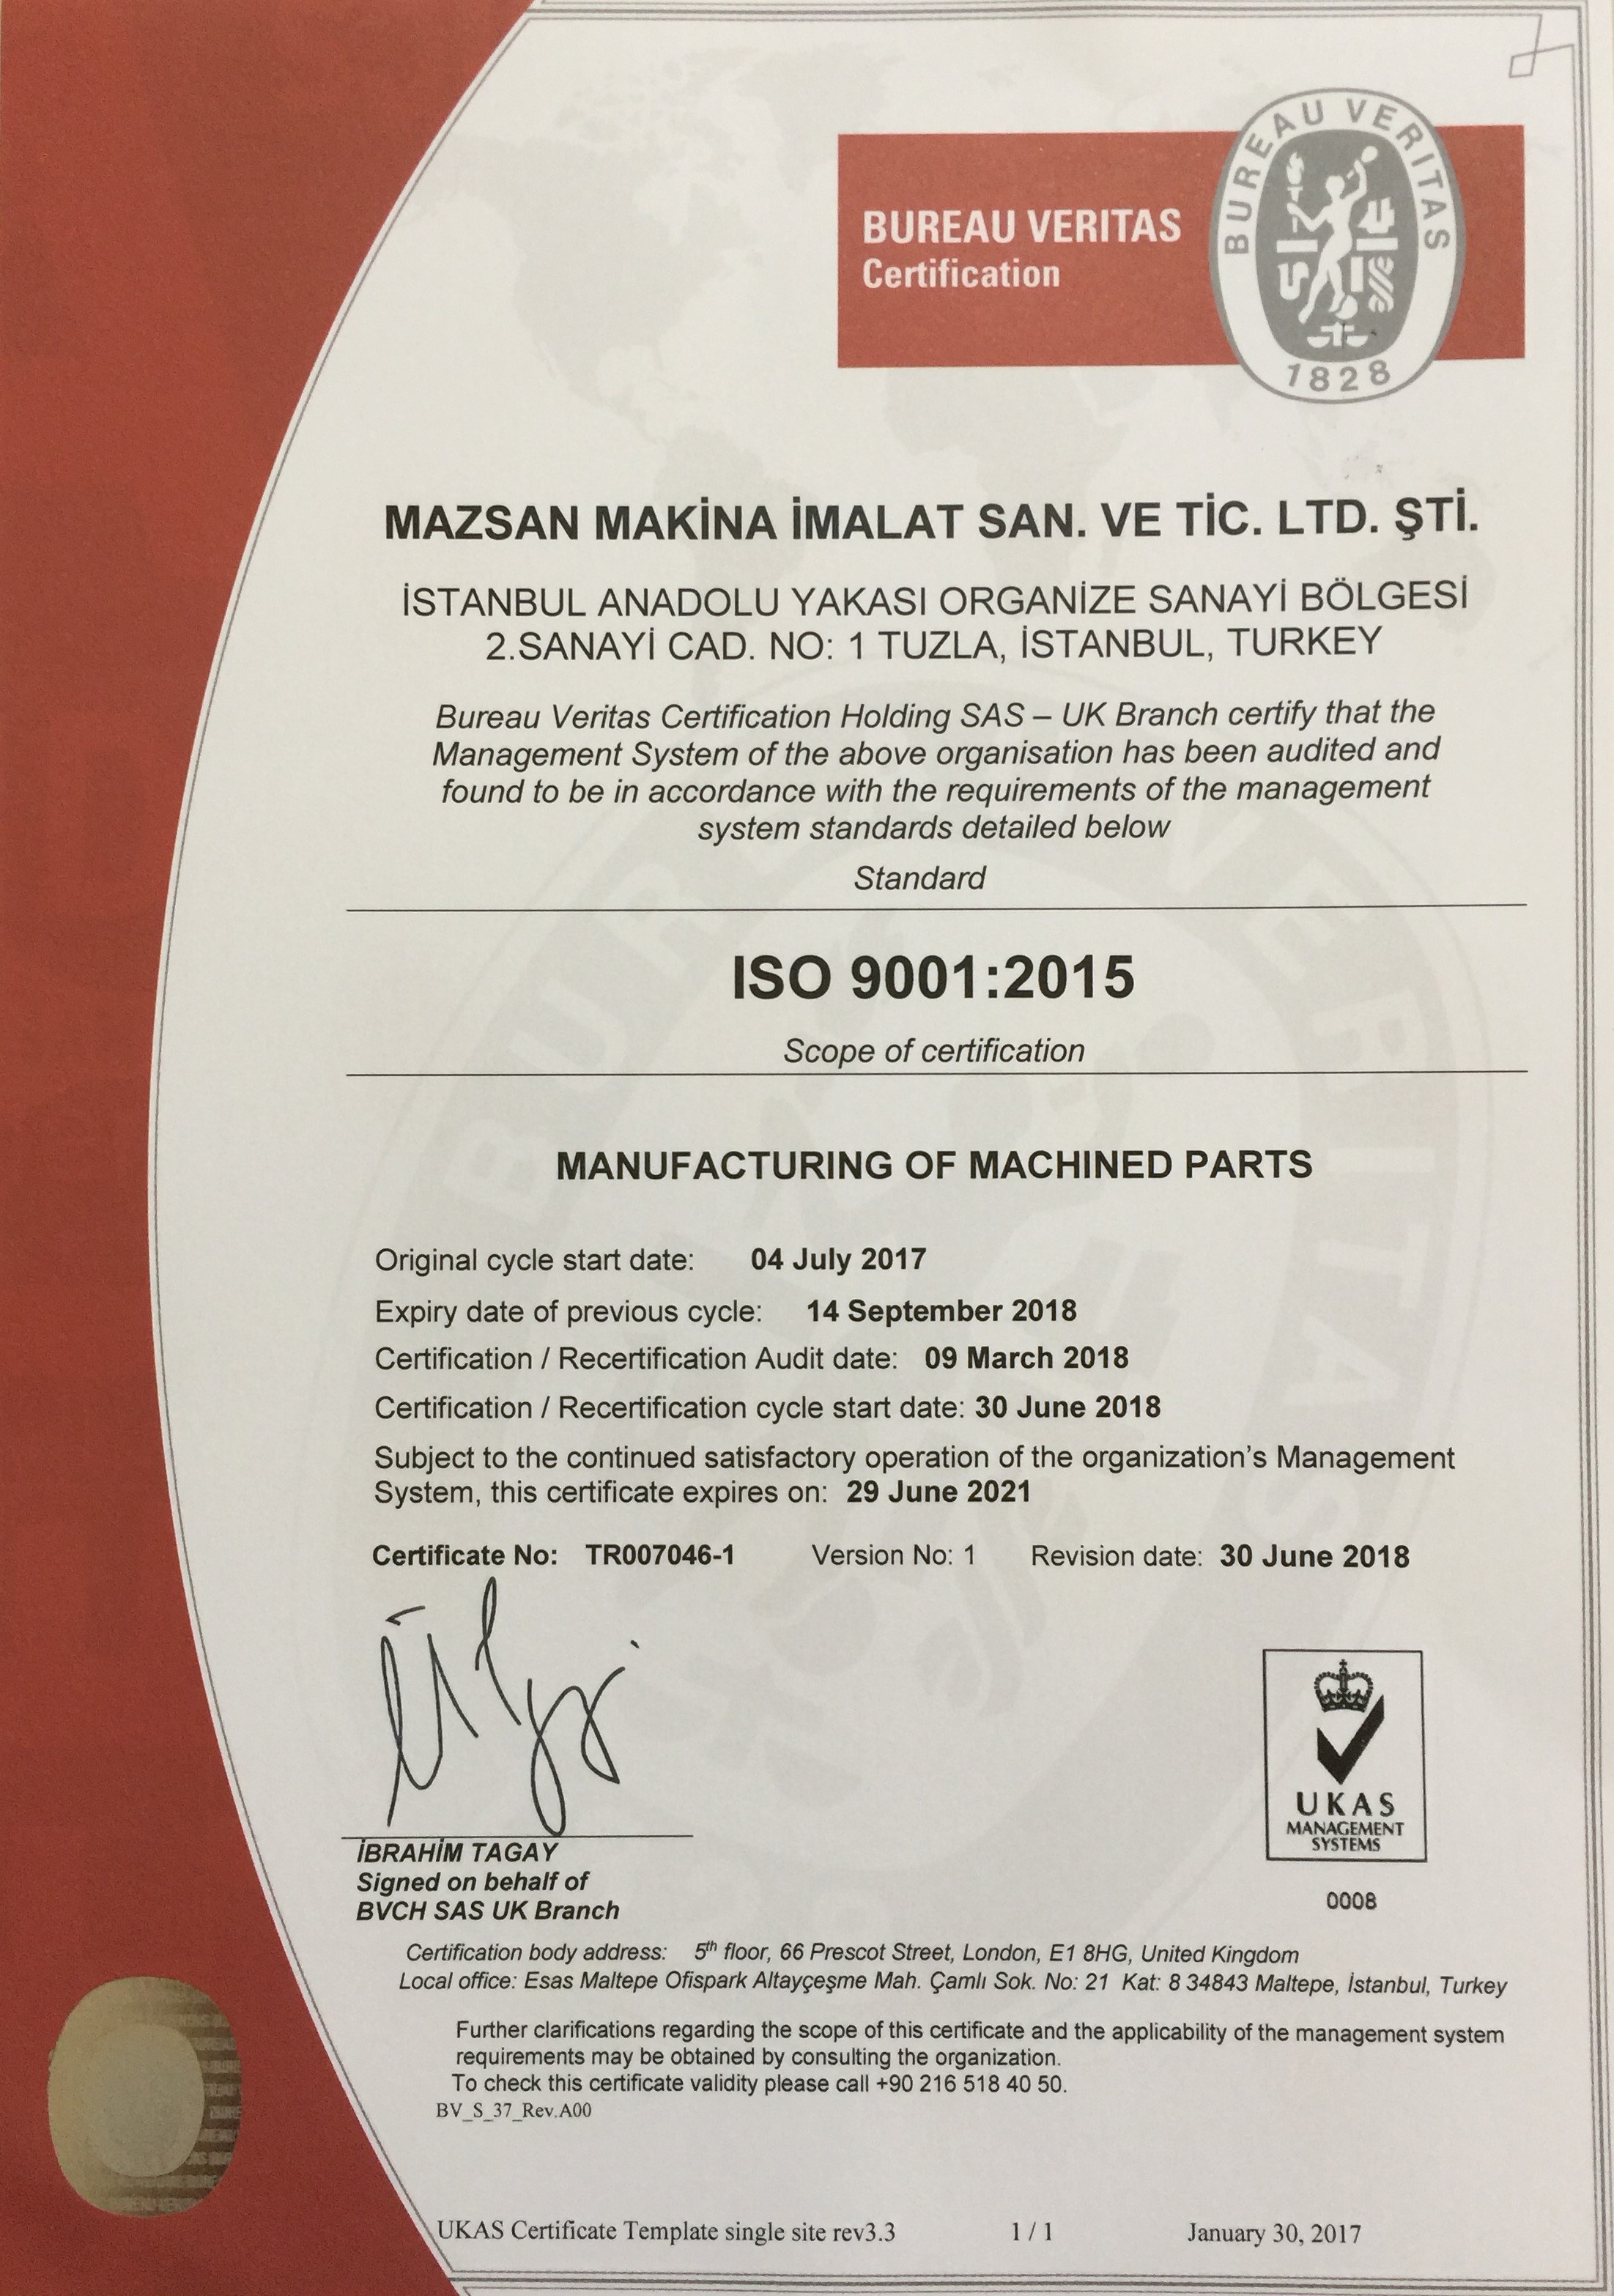 BUREAU VERITAS
Certification
BUREAU VERITAS
1828
MAZSAN MAKİNA İMALAT SAN. VE TİC. LTD. ŞTİ.
İSTANBUL ANADOLU YAKASI ORGANİZE SANAYİ BÖLGESİ
2.SANAYİ CAD. NO: 1 TUZLA, İSTANBUL, TURKEY
Bureau Veritas Certification Holding SAS – UK Branch certify that the
Management System of the above organisation has been audited and
found to be in accordance with the requirements of the management
system standards detailed below
Standard
ISO 9001:2015
Scope of certification
MANUFACTURING OF MACHINED PARTS
Original cycle start date: 04 July 2017
Expiry date of previous cycle: 14 September 2018
Certification / Recertification Audit date: 09 March 2018
Certification / Recertification cycle start date: 30 June 2018
Subject to the continued satisfactory operation of the organization's Management
System, this certificate expires on: 29 June 2021
Certificate No: TR007046-1 Version No: 1 Revision date: 30 June 2018
UKAS
MANAGEMENT
SYSTEMS
0008
İBRAHİM TAGAY
Signed on behalf of
BVCH SAS UK Branch
Certification body address: 5th floor, 66 Prescot Street, London, E1 8HG, United Kingdom
Local office: Esas Maltepe Ofispark Altayçeşme Mah. Çamlı Sok. No: 21 Kat: 8 34843 Maltepe, İstanbul, Turkey
Further clarifications regarding the scope of this certificate and the applicability of the management system
requirements may be obtained by consulting the organization.
To check this certificate validity please call +90 216 518 40 50.
BV_S_37_Rev.A00
UKAS Certificate Template single site rev3.3 1 / 1 January 30, 2017